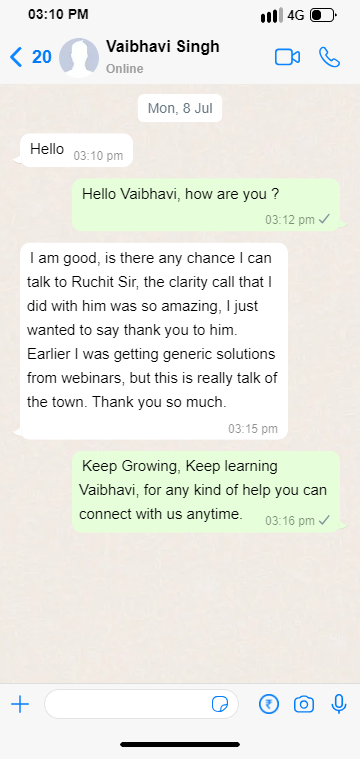 03:10 PM 4G
20 Vaibhavi Singh
Online
Mon, 8 Jul
Hello 03:10 pm
Hello Vaibhavi, how are you ?
03:12 pm
I am good, is there any chance I can
talk to Ruchit Sir, the clarity call that I
did with him was so amazing, I just
wanted to say thank you to him.
Earlier I was getting generic solutions
from webinars, but this is really talk of
the town. Thank you so much.
03:15 pm
Keep Growing, Keep learning
Vaibhavi, for any kind of help you can
connect with us anytime. 03:16 pm
₹